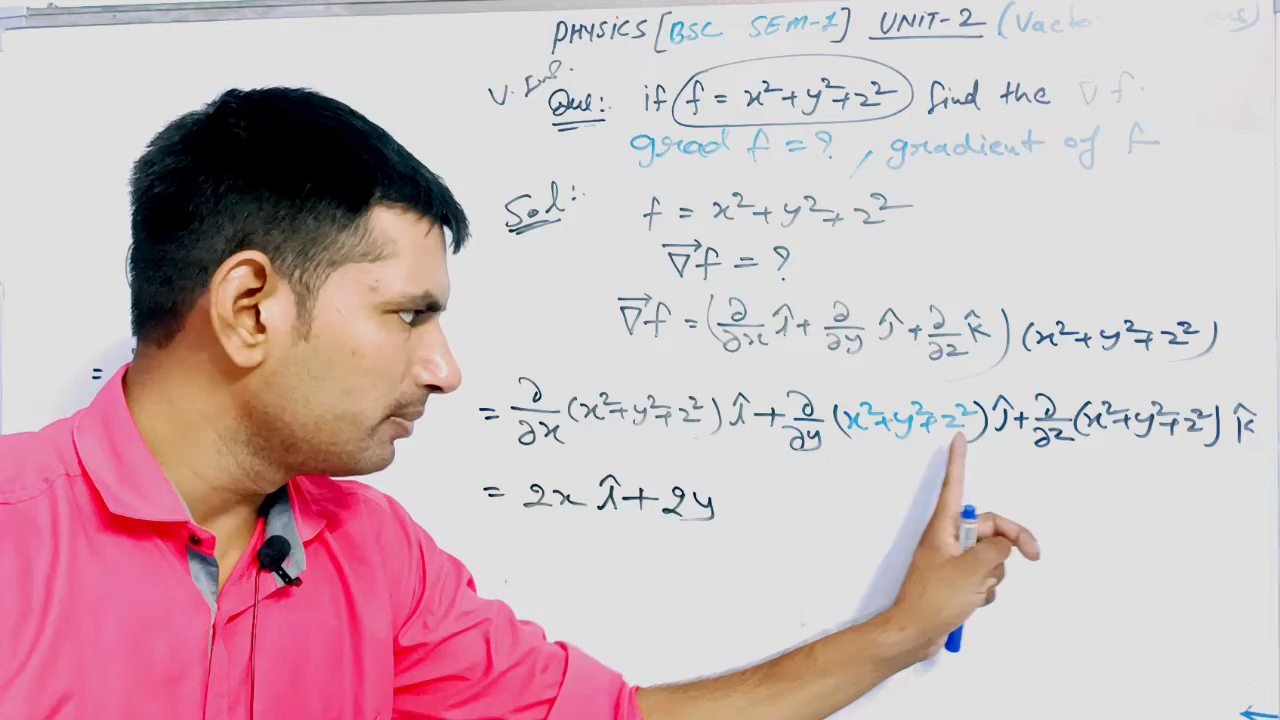 PHYSICS [BSC SEM-1] UNIT-2 (Vacto
V. Imp.
Que: if f = x²+y²+z² find the ∇ f.
grad f = ?, gradient of f
Sol:
f = x²+y²+z²
∇⃗f = ?
∇⃗f = (∂/∂x î + ∂/∂y ĵ + ∂/∂z k̂) (x²+y²+z²)
=
= ∂/∂x (x²+y²+z²) î + ∂/∂y (x²+y²+z²) ĵ + ∂/∂z (x²+y²+z²) k̂
= 2x î + 2y